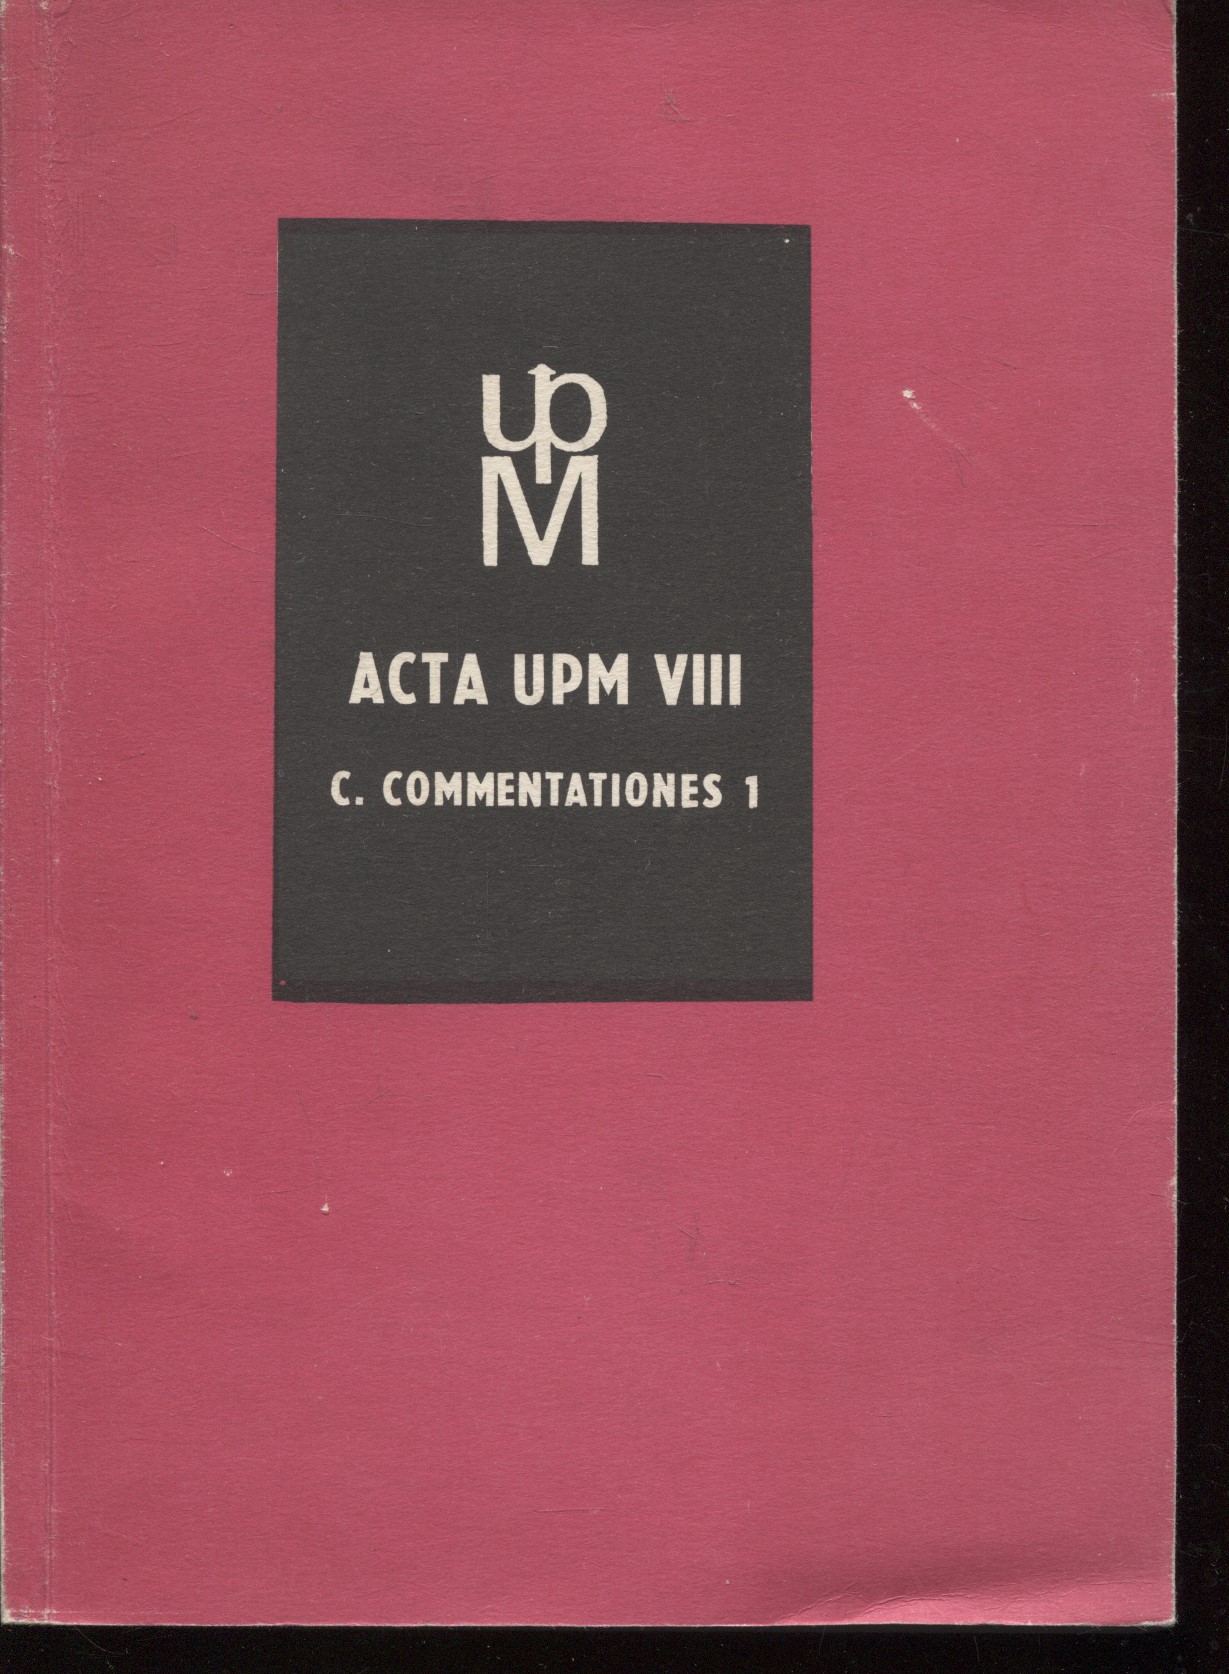 upM
ACTA UPM VIII
C. COMMENTATIONES 1